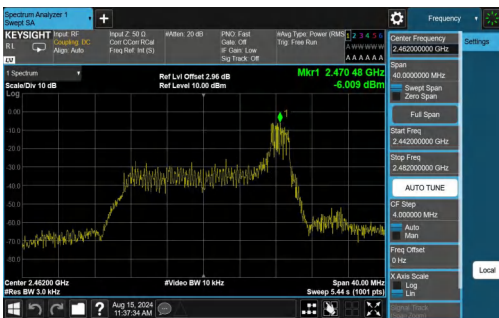 Spectrum Analyzer 1
Swept SA
Frequency
KEYSIGHT
RL
Input: RF
Coupling: DC
Align: Auto
Input Z: 50 Ω
Corr CCorr RCal
Freq Ref: Int (S)
#Atten: 20 dB
PNO: Fast
Gate: Off
IF Gain: Low
Sig Track: Off
#Avg Type: Power (RMS
Trig: Free Run
1 2 3 4 5 6
A W W W W W
A A A A A A
LV
1 Spectrum
Scale/Div 10 dB
Log
Ref Lvl Offset 2.96 dB
Ref Level 10.00 dBm
Mkr1 2.470 48 GHz
-6.009 dBm
1
0.00
-10.0
-20.0
-30.0
-40.0
-50.0
-60.0
-70.0
-80.0
Center 2.46200 GHz
#Res BW 3.0 kHz
#Video BW 10 kHz
Span 40.00 MHz
Sweep 5.44 s (1001 pts)
Center Frequency
2.462000000 GHz
Settings
Span
40.0000000 MHz
Swept Span
Zero Span
Full Span
Start Freq
2.442000000 GHz
Stop Freq
2.482000000 GHz
AUTO TUNE
CF Step
4.000000 MHz
Auto
Man
Freq Offset
0 Hz
X Axis Scale
Log
Lin
Local
Signal Track
Aug 15, 2024
11:37:34 AM
?